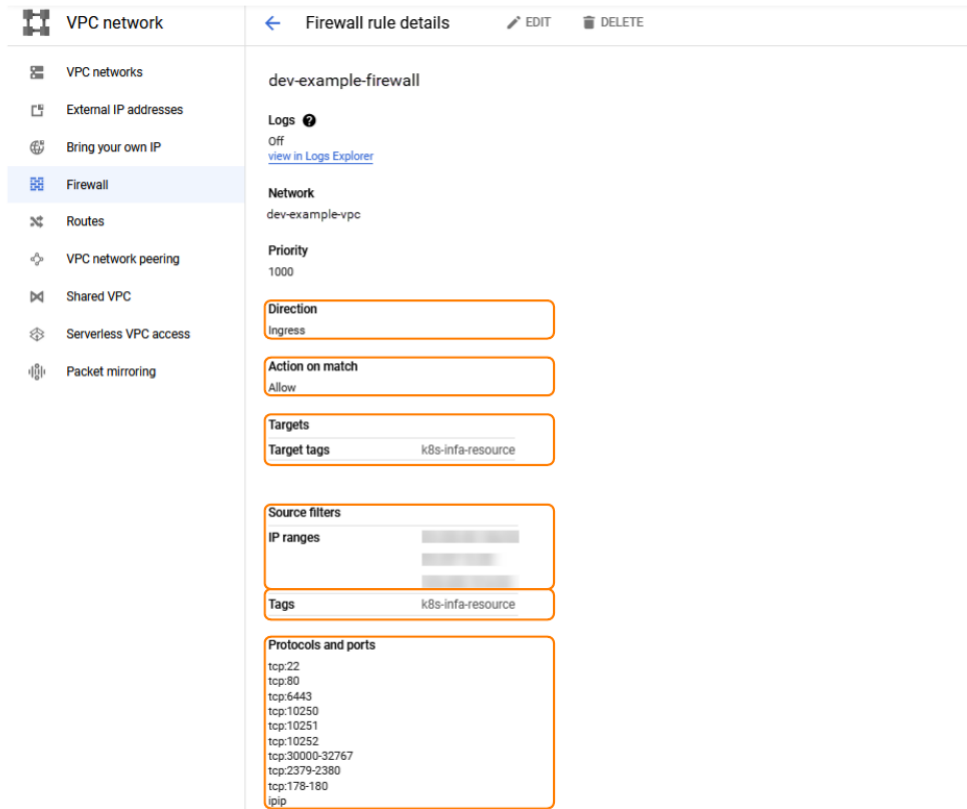 VPC network
Firewall rule details
EDIT
DELETE
VPC networks
External IP addresses
Bring your own IP
Firewall
Routes
VPC network peering
Shared VPC
Serverless VPC access
Packet mirroring
dev-example-firewall
Logs
Off
view in Logs Explorer
Network
dev-example-vpc
Priority
1000
Direction
Ingress
Action on match
Allow
Targets
Target tags k8s-infa-resource
Source filters
IP ranges
Tags k8s-infa-resource
Protocols and ports
tcp:22
tcp:80
tcp:6443
tcp:10250
tcp:10251
tcp:10252
tcp:30000-32767
tcp:2379-2380
tcp:178-180
ipip